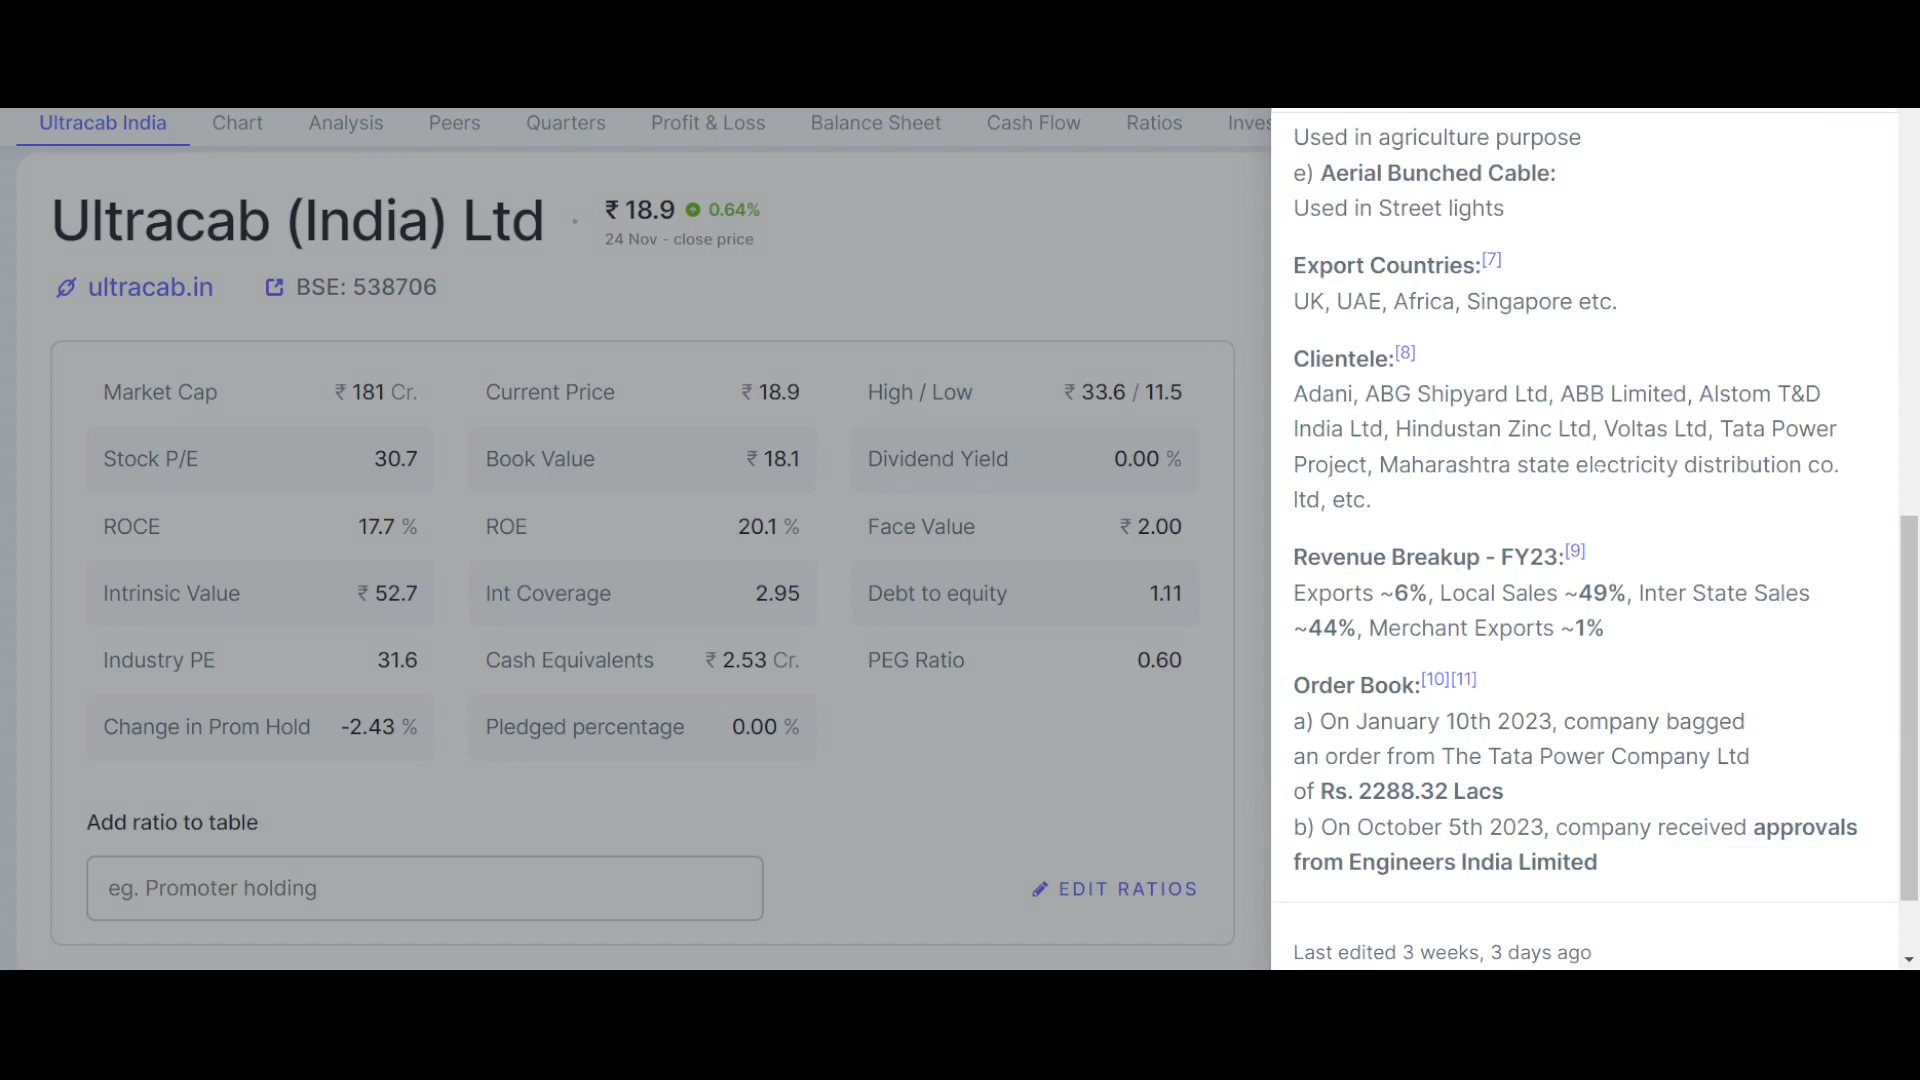 Ultracab India Chart Analysis Peers Quarters Profit & Loss Balance Sheet Cash Flow Ratios Inves
Ultracab (India) Ltd
₹ 18.9 0.64%
24 Nov - close price
ultracab.in BSE: 538706
Market Cap ₹ 181 Cr. Current Price ₹ 18.9 High / Low ₹ 33.6 / 11.5
Stock P/E 30.7 Book Value ₹ 18.1 Dividend Yield 0.00 %
ROCE 17.7 % ROE 20.1 % Face Value ₹ 2.00
Intrinsic Value ₹ 52.7 Int Coverage 2.95 Debt to equity 1.11
Industry PE 31.6 Cash Equivalents ₹ 2.53 Cr. PEG Ratio 0.60
Change in Prom Hold -2.43 % Pledged percentage 0.00 %
Add ratio to table
eg. Promoter holding
EDIT RATIOS
Used in agriculture purpose
e) Aerial Bunched Cable:
Used in Street lights
Export Countries:[7]
UK, UAE, Africa, Singapore etc.
Clientele:[8]
Adani, ABG Shipyard Ltd, ABB Limited, Alstom T&D
India Ltd, Hindustan Zinc Ltd, Voltas Ltd, Tata Power
Project, Maharashtra state electricity distribution co.
ltd, etc.
Revenue Breakup - FY23:[9]
Exports ~6%, Local Sales ~49%, Inter State Sales
~44%, Merchant Exports ~1%
Order Book:[10][11]
a) On January 10th 2023, company bagged
an order from The Tata Power Company Ltd
of Rs. 2288.32 Lacs
b) On October 5th 2023, company received approvals
from Engineers India Limited
Last edited 3 weeks, 3 days ago